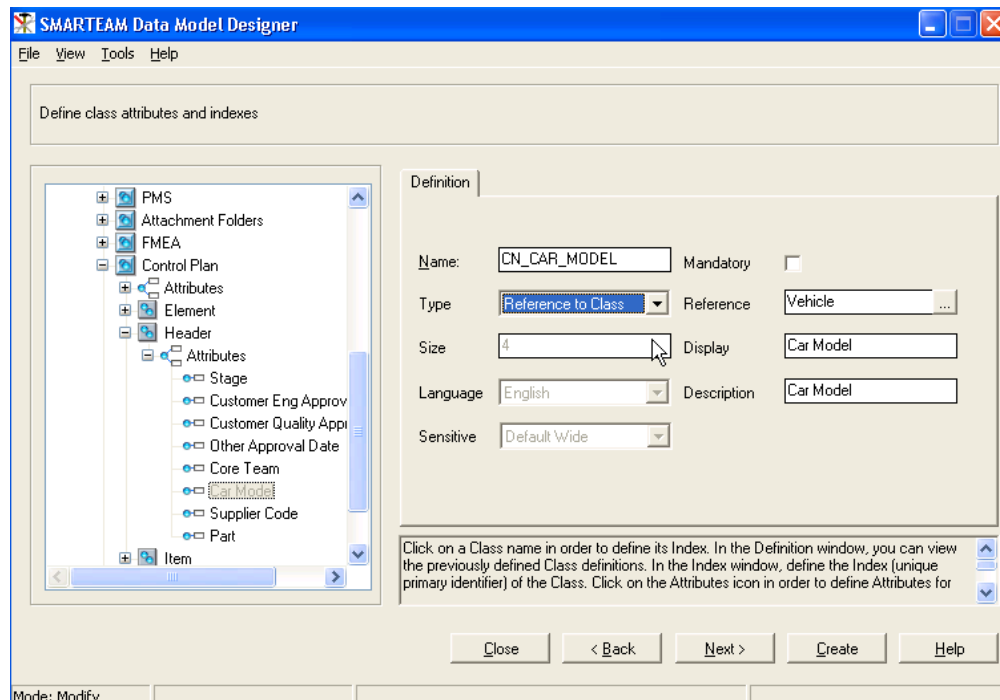 SMARTEAM Data Model Designer
File View Tools Help
Define class attributes and indexes
PMS
Attachment Folders
FMEA
Control Plan
Attributes
Element
Header
Attributes
Stage
Customer Eng Approv
Customer Quality Appr
Other Approval Date
Core Team
Car Model
Supplier Code
Part
Item
Definition
Name: CN_CAR_MODEL Mandatory
Type Reference to Class Reference Vehicle ...
Size 4 Display Car Model
Language English Description Car Model
Sensitive Default Wide
Click on a Class name in order to define its Index. In the Definition window, you can view
the previously defined Class definitions. In the Index window, define the Index (unique
primary identifier) of the Class. Click on the Attributes icon in order to define Attributes for
Close < Back Next > Create Help
Mode: Modify